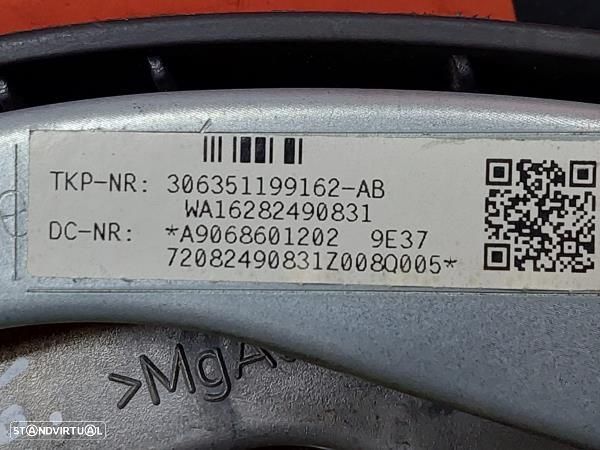 TKP-NR: 306351199162-AB
WA16282490831
DC-NR: *A9068601202 9E37
72082490831Z008Q005*
>MgA
STANDVIRTUAL